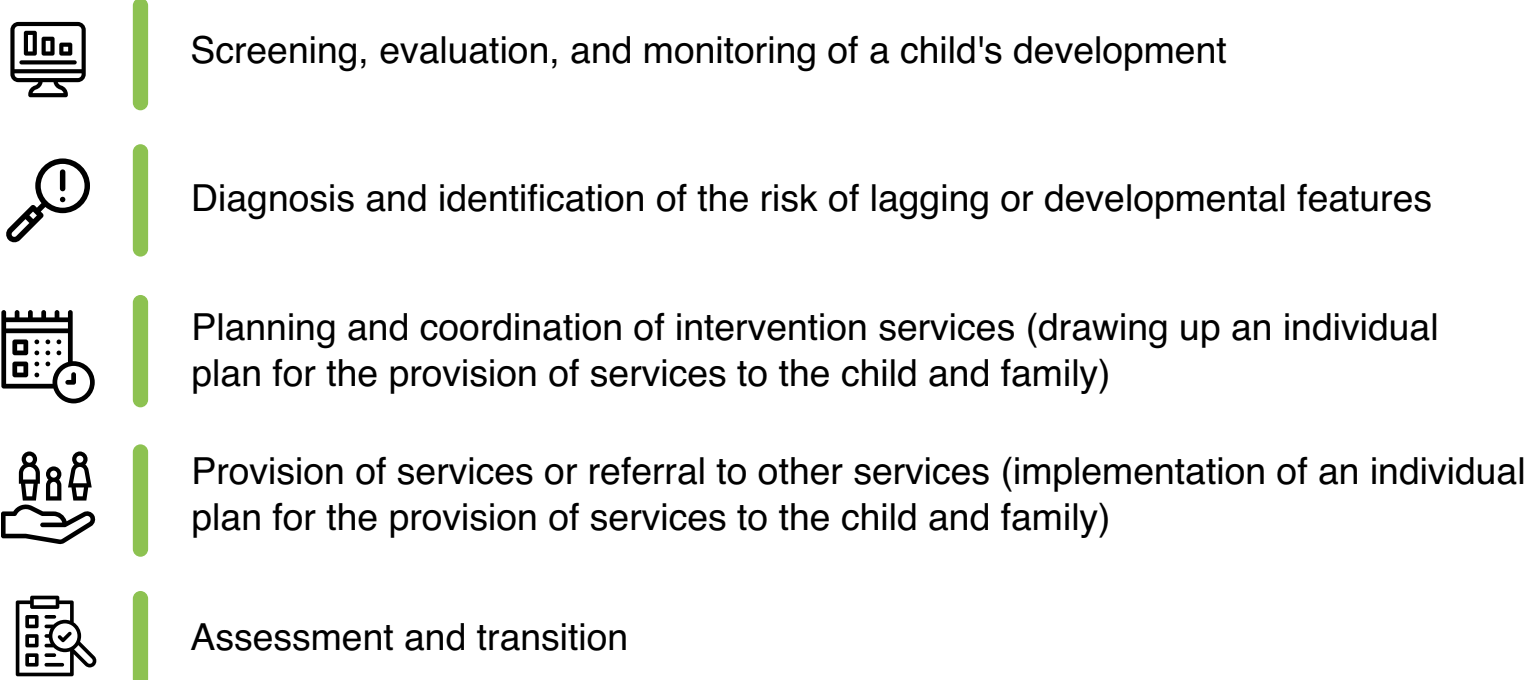 Screening, evaluation, and monitoring of a child's development
Diagnosis and identification of the risk of lagging or developmental features
Planning and coordination of intervention services (drawing up an individual
plan for the provision of services to the child and family)
Provision of services or referral to other services (implementation of an individual
plan for the provision of services to the child and family)
Assessment and transition